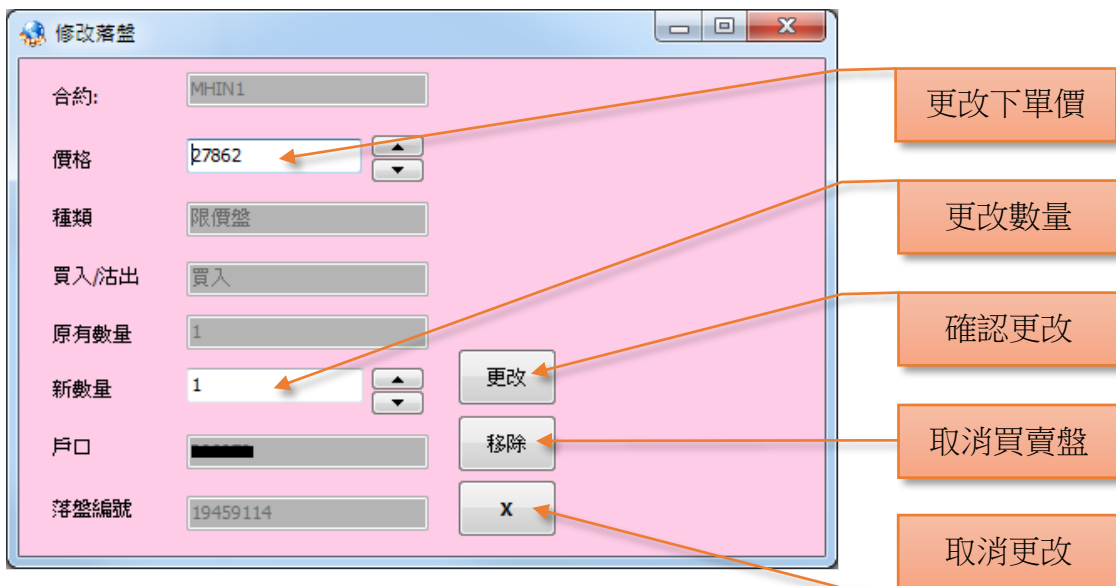 修改落盤
合約: MHIN1
更改下單價
價格 27862
更改數量
種類 限價盤
買入/沽出 買入
確認更改
原有數量 1
新數量 1 更改
取消買賣盤
戶口 移除
落盤編號 19459114 X
取消更改